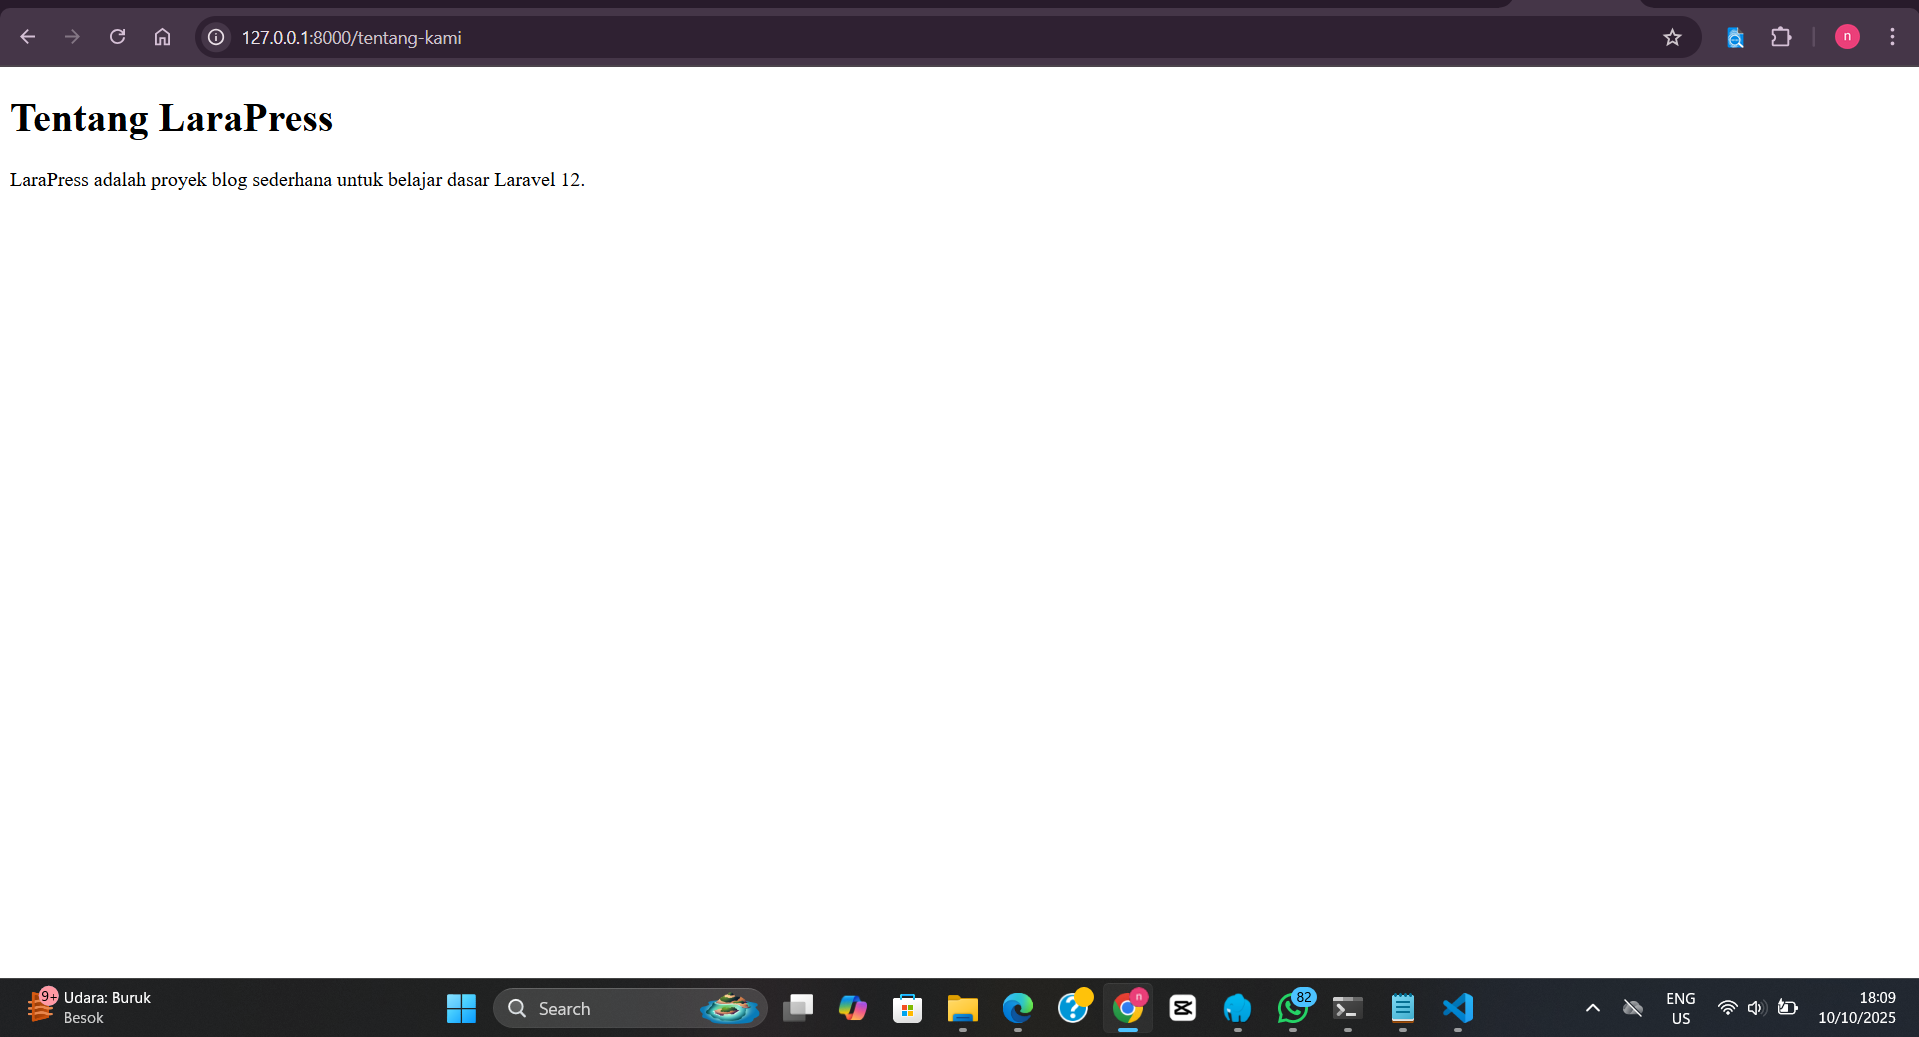 127.0.0.1:8000/tentang-kami
n
Tentang LaraPress
LaraPress adalah proyek blog sederhana untuk belajar dasar Laravel 12.
9+
Udara: Buruk
Besok
Search
n
82
ENG
US
18:09
10/10/2025